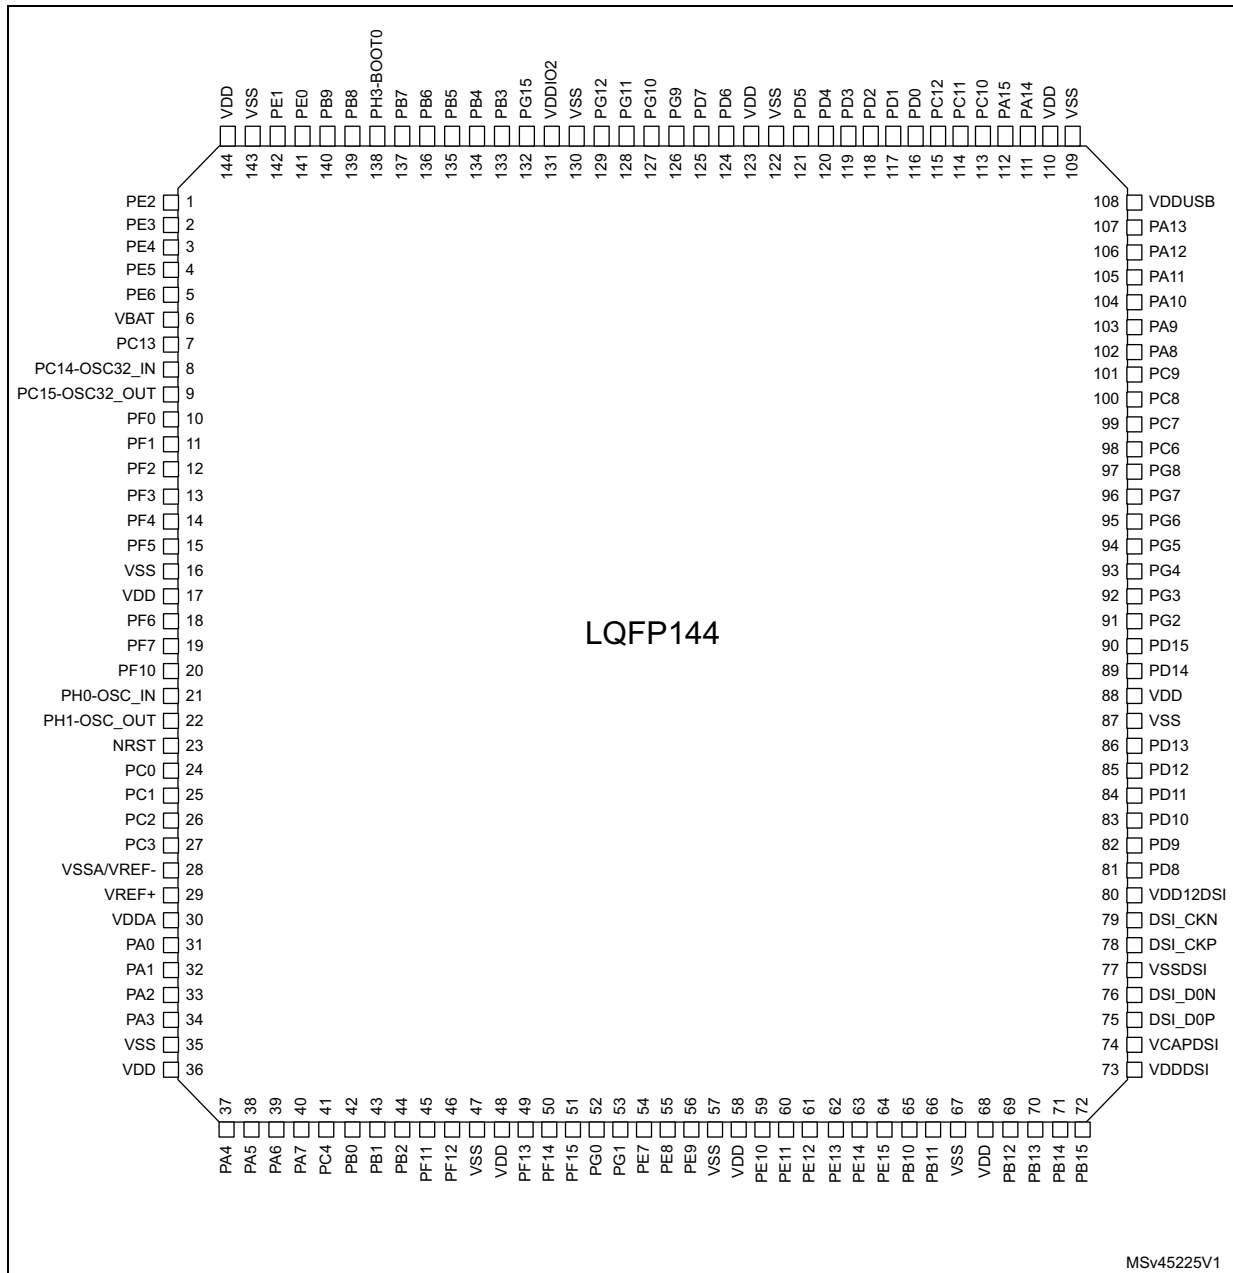 VDD VSS PE1 PE0 PB9 PB8 PH3-BOOT0 PB7 PB6 PB5 PB4 PB3 PG15 VDDIO2 VSS PG12 PG11 PG10 PG9 PD7 PD6 VDD VSS PD5 PD4 PD3 PD2 PD1 PD0 PC12 PC11 PC10 PA15 PA14 VDD VSS
144 143 142 141 140 139 138 137 136 135 134 133 132 131 130 129 128 127 126 125 124 123 122 121 120 119 118 117 116 115 114 113 112 111 110 109
PE2 1
PE3 2
PE4 3
PE5 4
PE6 5
VBAT 6
PC13 7
PC14-OSC32_IN 8
PC15-OSC32_OUT 9
PF0 10
PF1 11
PF2 12
PF3 13
PF4 14
PF5 15
VSS 16
VDD 17
PF6 18
PF7 19
PF10 20
PH0-OSC_IN 21
PH1-OSC_OUT 22
NRST 23
PC0 24
PC1 25
PC2 26
PC3 27
VSSA/VREF- 28
VREF+ 29
VDDA 30
PA0 31
PA1 32
PA2 33
PA3 34
VSS 35
VDD 36
LQFP144
108 VDDUSB
107 PA13
106 PA12
105 PA11
104 PA10
103 PA9
102 PA8
101 PC9
100 PC8
99 PC7
98 PC6
97 PG8
96 PG7
95 PG6
94 PG5
93 PG4
92 PG3
91 PG2
90 PD15
89 PD14
88 VDD
87 VSS
86 PD13
85 PD12
84 PD11
83 PD10
82 PD9
81 PD8
80 VDD12DSI
79 DSI_CKN
78 DSI_CKP
77 VSSDSI
76 DSI_D0N
75 DSI_D0P
74 VCAPDSI
73 VDDDSI
37 38 39 40 41 42 43 44 45 46 47 48 49 50 51 52 53 54 55 56 57 58 59 60 61 62 63 64 65 66 67 68 69 70 71 72
PA4 PA5 PA6 PA7 PC4 PB0 PB1 PB2 PF11 PF12 VSS VDD PF13 PF14 PF15 PG0 PG1 PE7 PE8 PE9 VSS VDD PE10 PE11 PE12 PE13 PE14 PE15 PB10 PB11 VSS VDD PB12 PB13 PB14 PB15
MSv45225V1